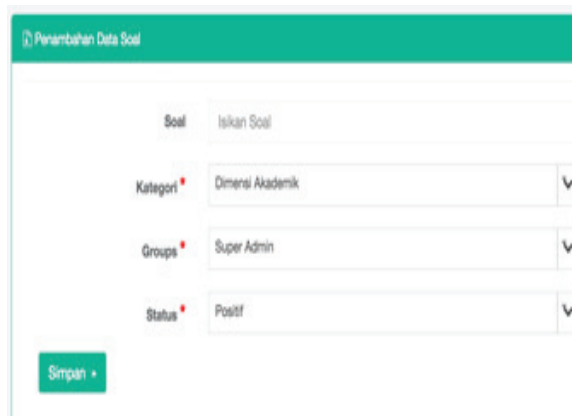 Penambahan Data Soal
Soal Isikan Soal
Kategori * Dimensi Akademik
Groups * Super Admin
Status * Positif
Simpan